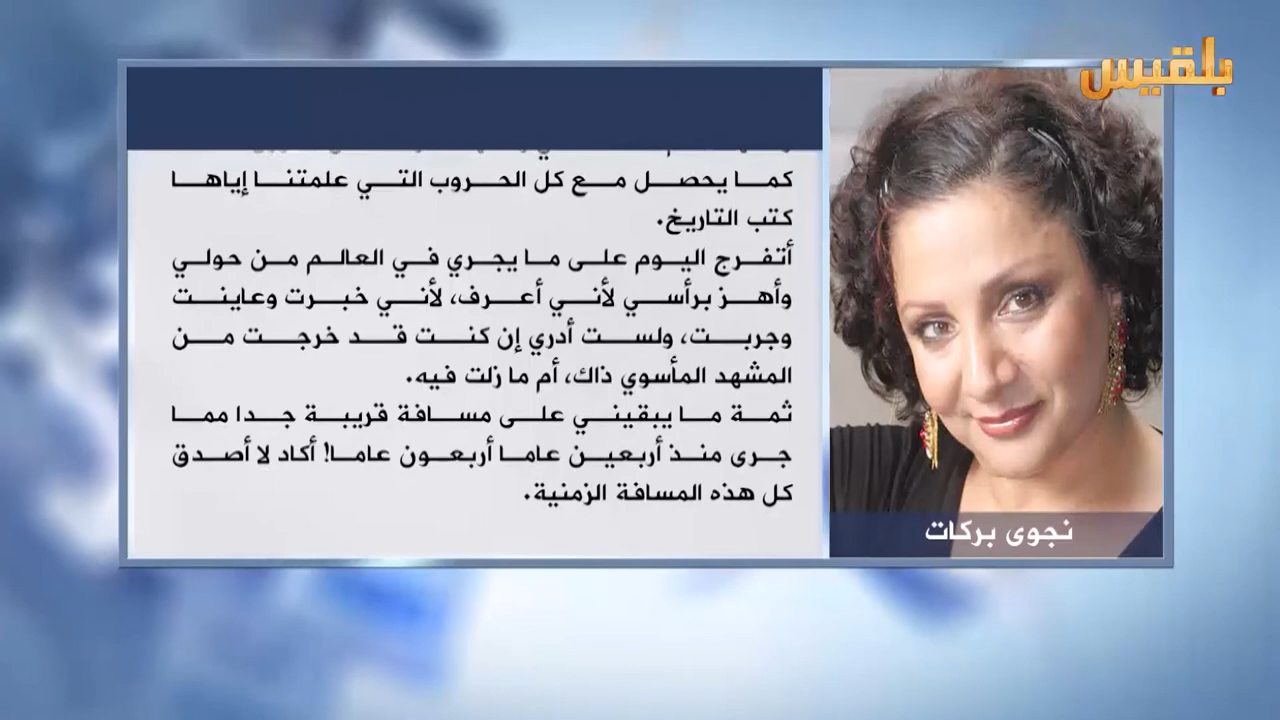 بلقيس
كما يحصل مع كل الحروب التي علمتنا إياها
كتب التاريخ.
أتفرج اليوم على ما يجري في العالم من حولي
وأهز برأسي لأني أعرف، لأني خبرت وعاينت
وجربت، ولست أدري إن كنت قد خرجت من
المشهد المأسوي ذاك، أم ما زلت فيه.
ثمة ما يبقيني على مسافة قريبة جدا مما
جرى منذ أربعين عاما أربعون عاما! أكاد لا أصدق
كل هذه المسافة الزمنية.
نجوى بركات